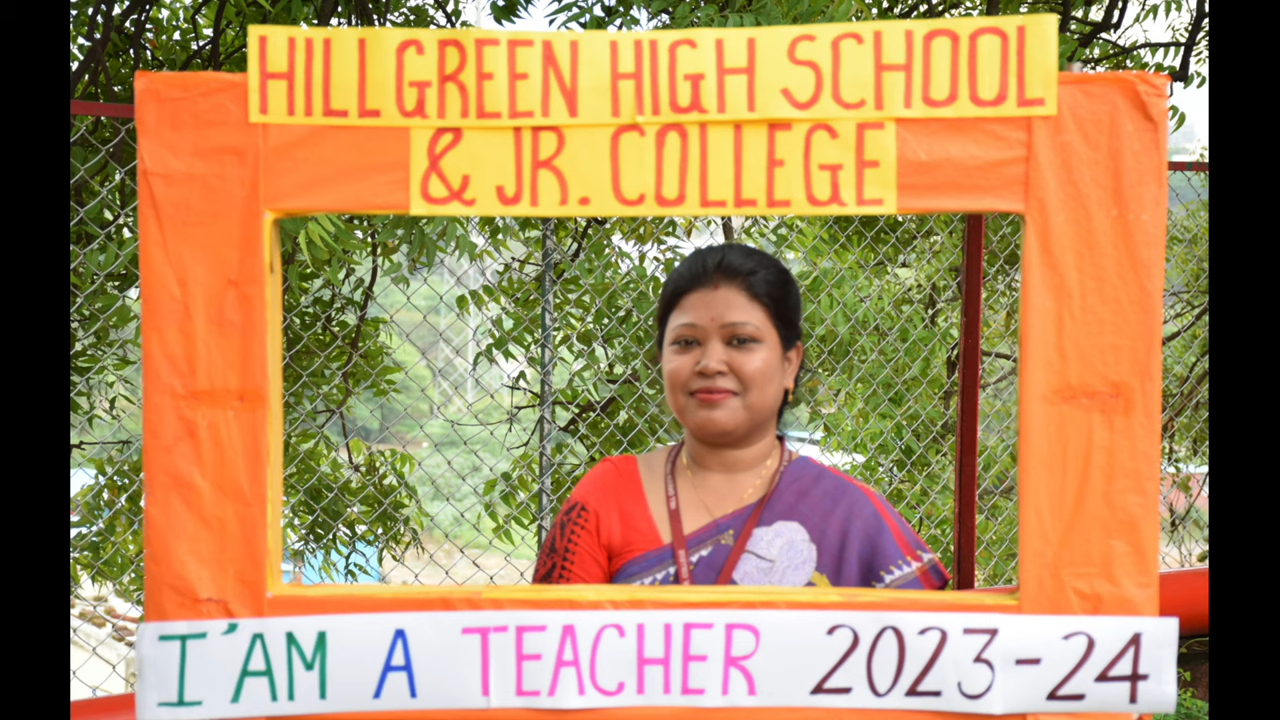 HILLGREEN HIGH SCHOOL
& JR. COLLEGE
I'AM A TEACHER 2023-24